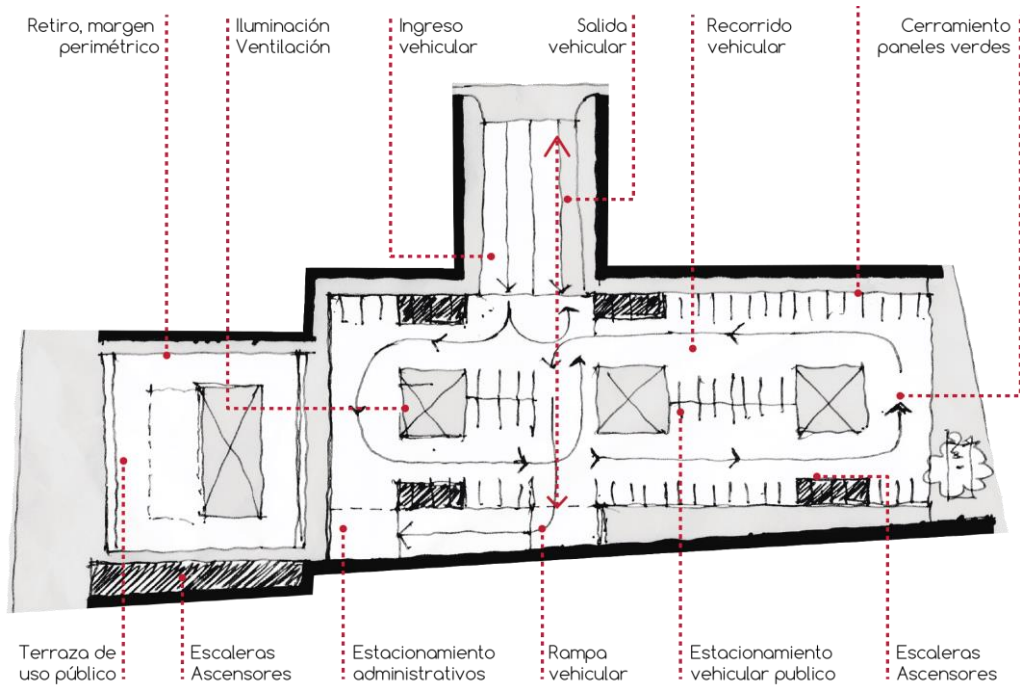 Retiro, margen
perimétrico
Iluminación
Ventilación
Ingreso
vehicular
Salida
vehicular
Recorrido
vehicular
Cerramiento
paneles verdes
Terraza de
uso público
Escaleras
Ascensores
Estacionamiento
administrativos
Rampa
vehicular
Estacionamiento
vehicular publico
Escaleras
Ascensores